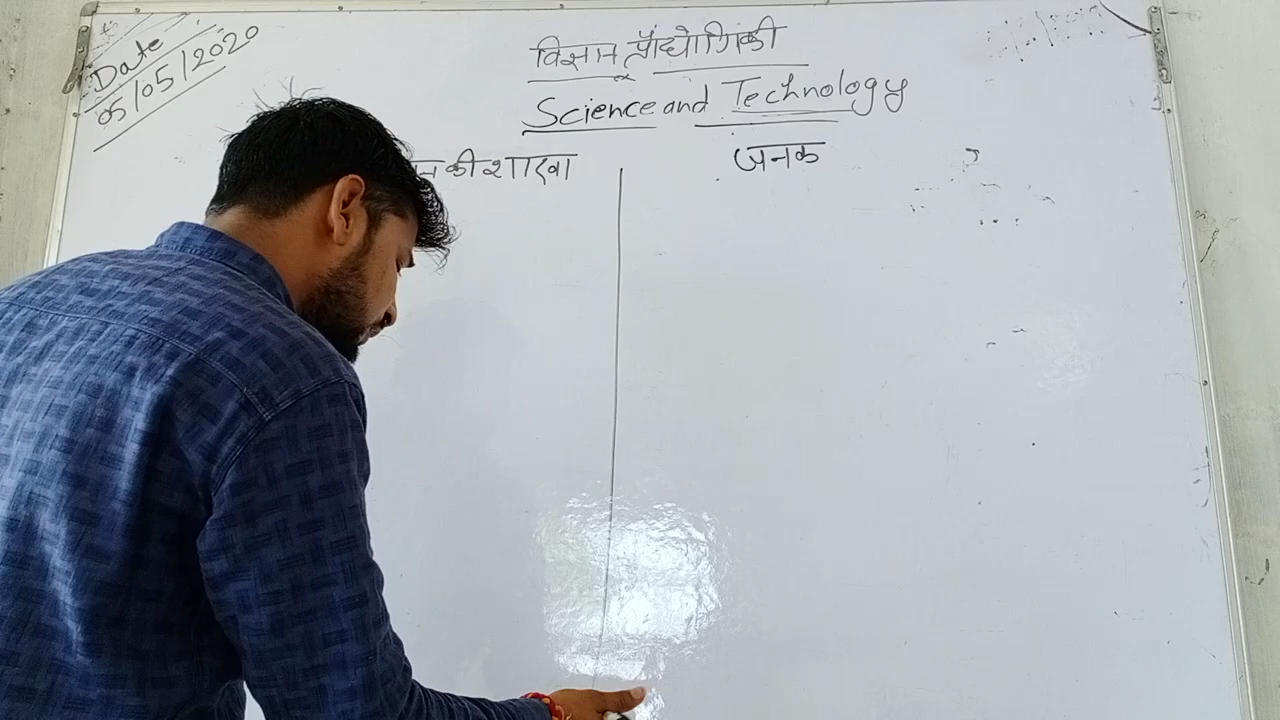 Date
05/05/2020
विज्ञान प्रौद्योगिकी
Science and Technology
न की शाखा
जनक